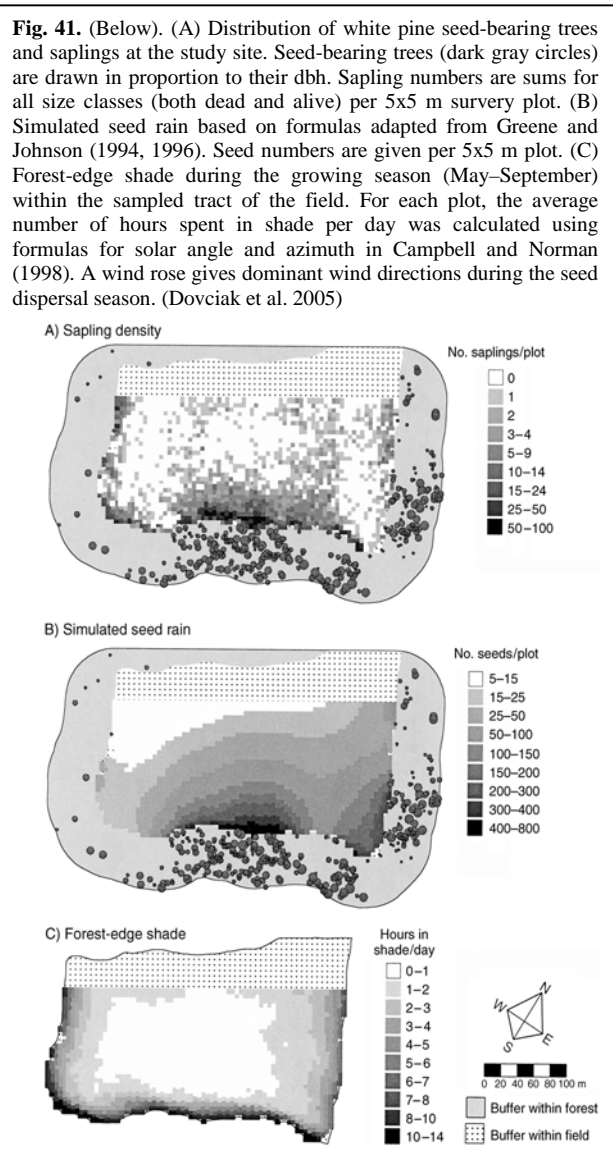 Fig. 41. (Below). (A) Distribution of white pine seed-bearing trees
and saplings at the study site. Seed-bearing trees (dark gray circles)
are drawn in proportion to their dbh. Sapling numbers are sums for
all size classes (both dead and alive) per 5x5 m survery plot. (B)
Simulated seed rain based on formulas adapted from Greene and
Johnson (1994, 1996). Seed numbers are given per 5x5 m plot. (C)
Forest-edge shade during the growing season (May–September)
within the sampled tract of the field. For each plot, the average
number of hours spent in shade per day was calculated using
formulas for solar angle and azimuth in Campbell and Norman
(1998). A wind rose gives dominant wind directions during the seed
dispersal season. (Dovciak et al. 2005)
A) Sapling density
No. saplings/plot
0
1
2
3–4
5–9
10–14
15–24
25–50
50–100
B) Simulated seed rain
No. seeds/plot
5–15
15–25
25–50
50–100
100–150
150–200
200–300
300–400
400–800
C) Forest-edge shade
Hours in
shade/day
0–1
1–2
2–3
3–4
4–5
5–6
6–7
7–8
8–10
10–14
N
W
E
S
0 20 40 60 80 100 m
Buffer within forest
Buffer within field